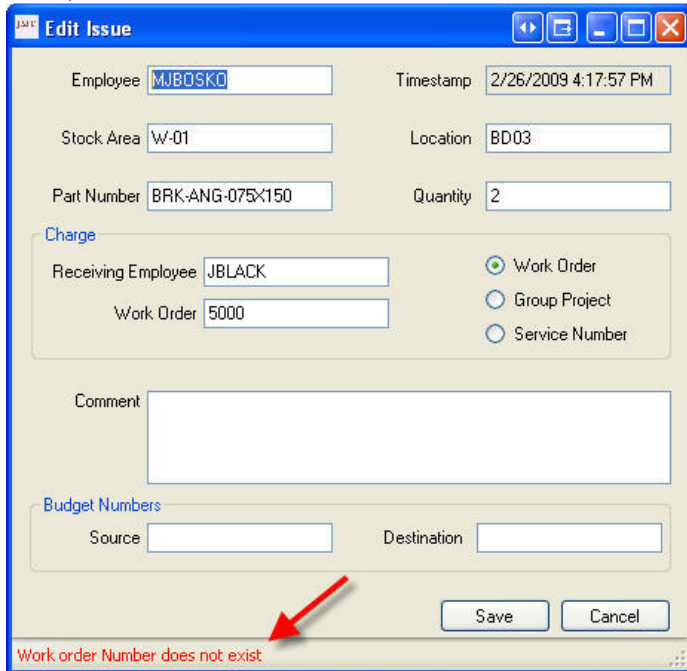 Edit Issue
Employee MJBOSKO Timestamp 2/26/2009 4:17:57 PM
Stock Area W-01 Location BD03
Part Number BRK-ANG-075X150 Quantity 2
Charge
Receiving Employee JBLACK Work Order
Work Order 5000 Group Project
Service Number
Comment
Budget Numbers
Source Destination
Save Cancel
Work order Number does not exist